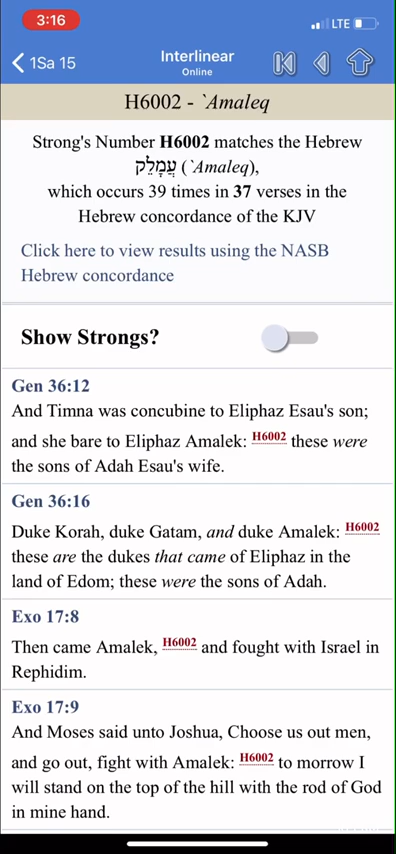 3:16
LTE
1Sa 15
Interlinear
Online
H6002 - `Amaleq
Strong's Number H6002 matches the Hebrew
עֲמָלֵק (`Amaleq),
which occurs 39 times in 37 verses in the
Hebrew concordance of the KJV
Click here to view results using the NASB
Hebrew concordance
Show Strongs?
Gen 36:12
And Timna was concubine to Eliphaz Esau's son;
and she bare to Eliphaz Amalek: H6002 these were
the sons of Adah Esau's wife.
Gen 36:16
Duke Korah, duke Gatam, and duke Amalek: H6002
these are the dukes that came of Eliphaz in the
land of Edom; these were the sons of Adah.
Exo 17:8
Then came Amalek, H6002 and fought with Israel in
Rephidim.
Exo 17:9
And Moses said unto Joshua, Choose us out men,
and go out, fight with Amalek: H6002 to morrow I
will stand on the top of the hill with the rod of God
in mine hand.